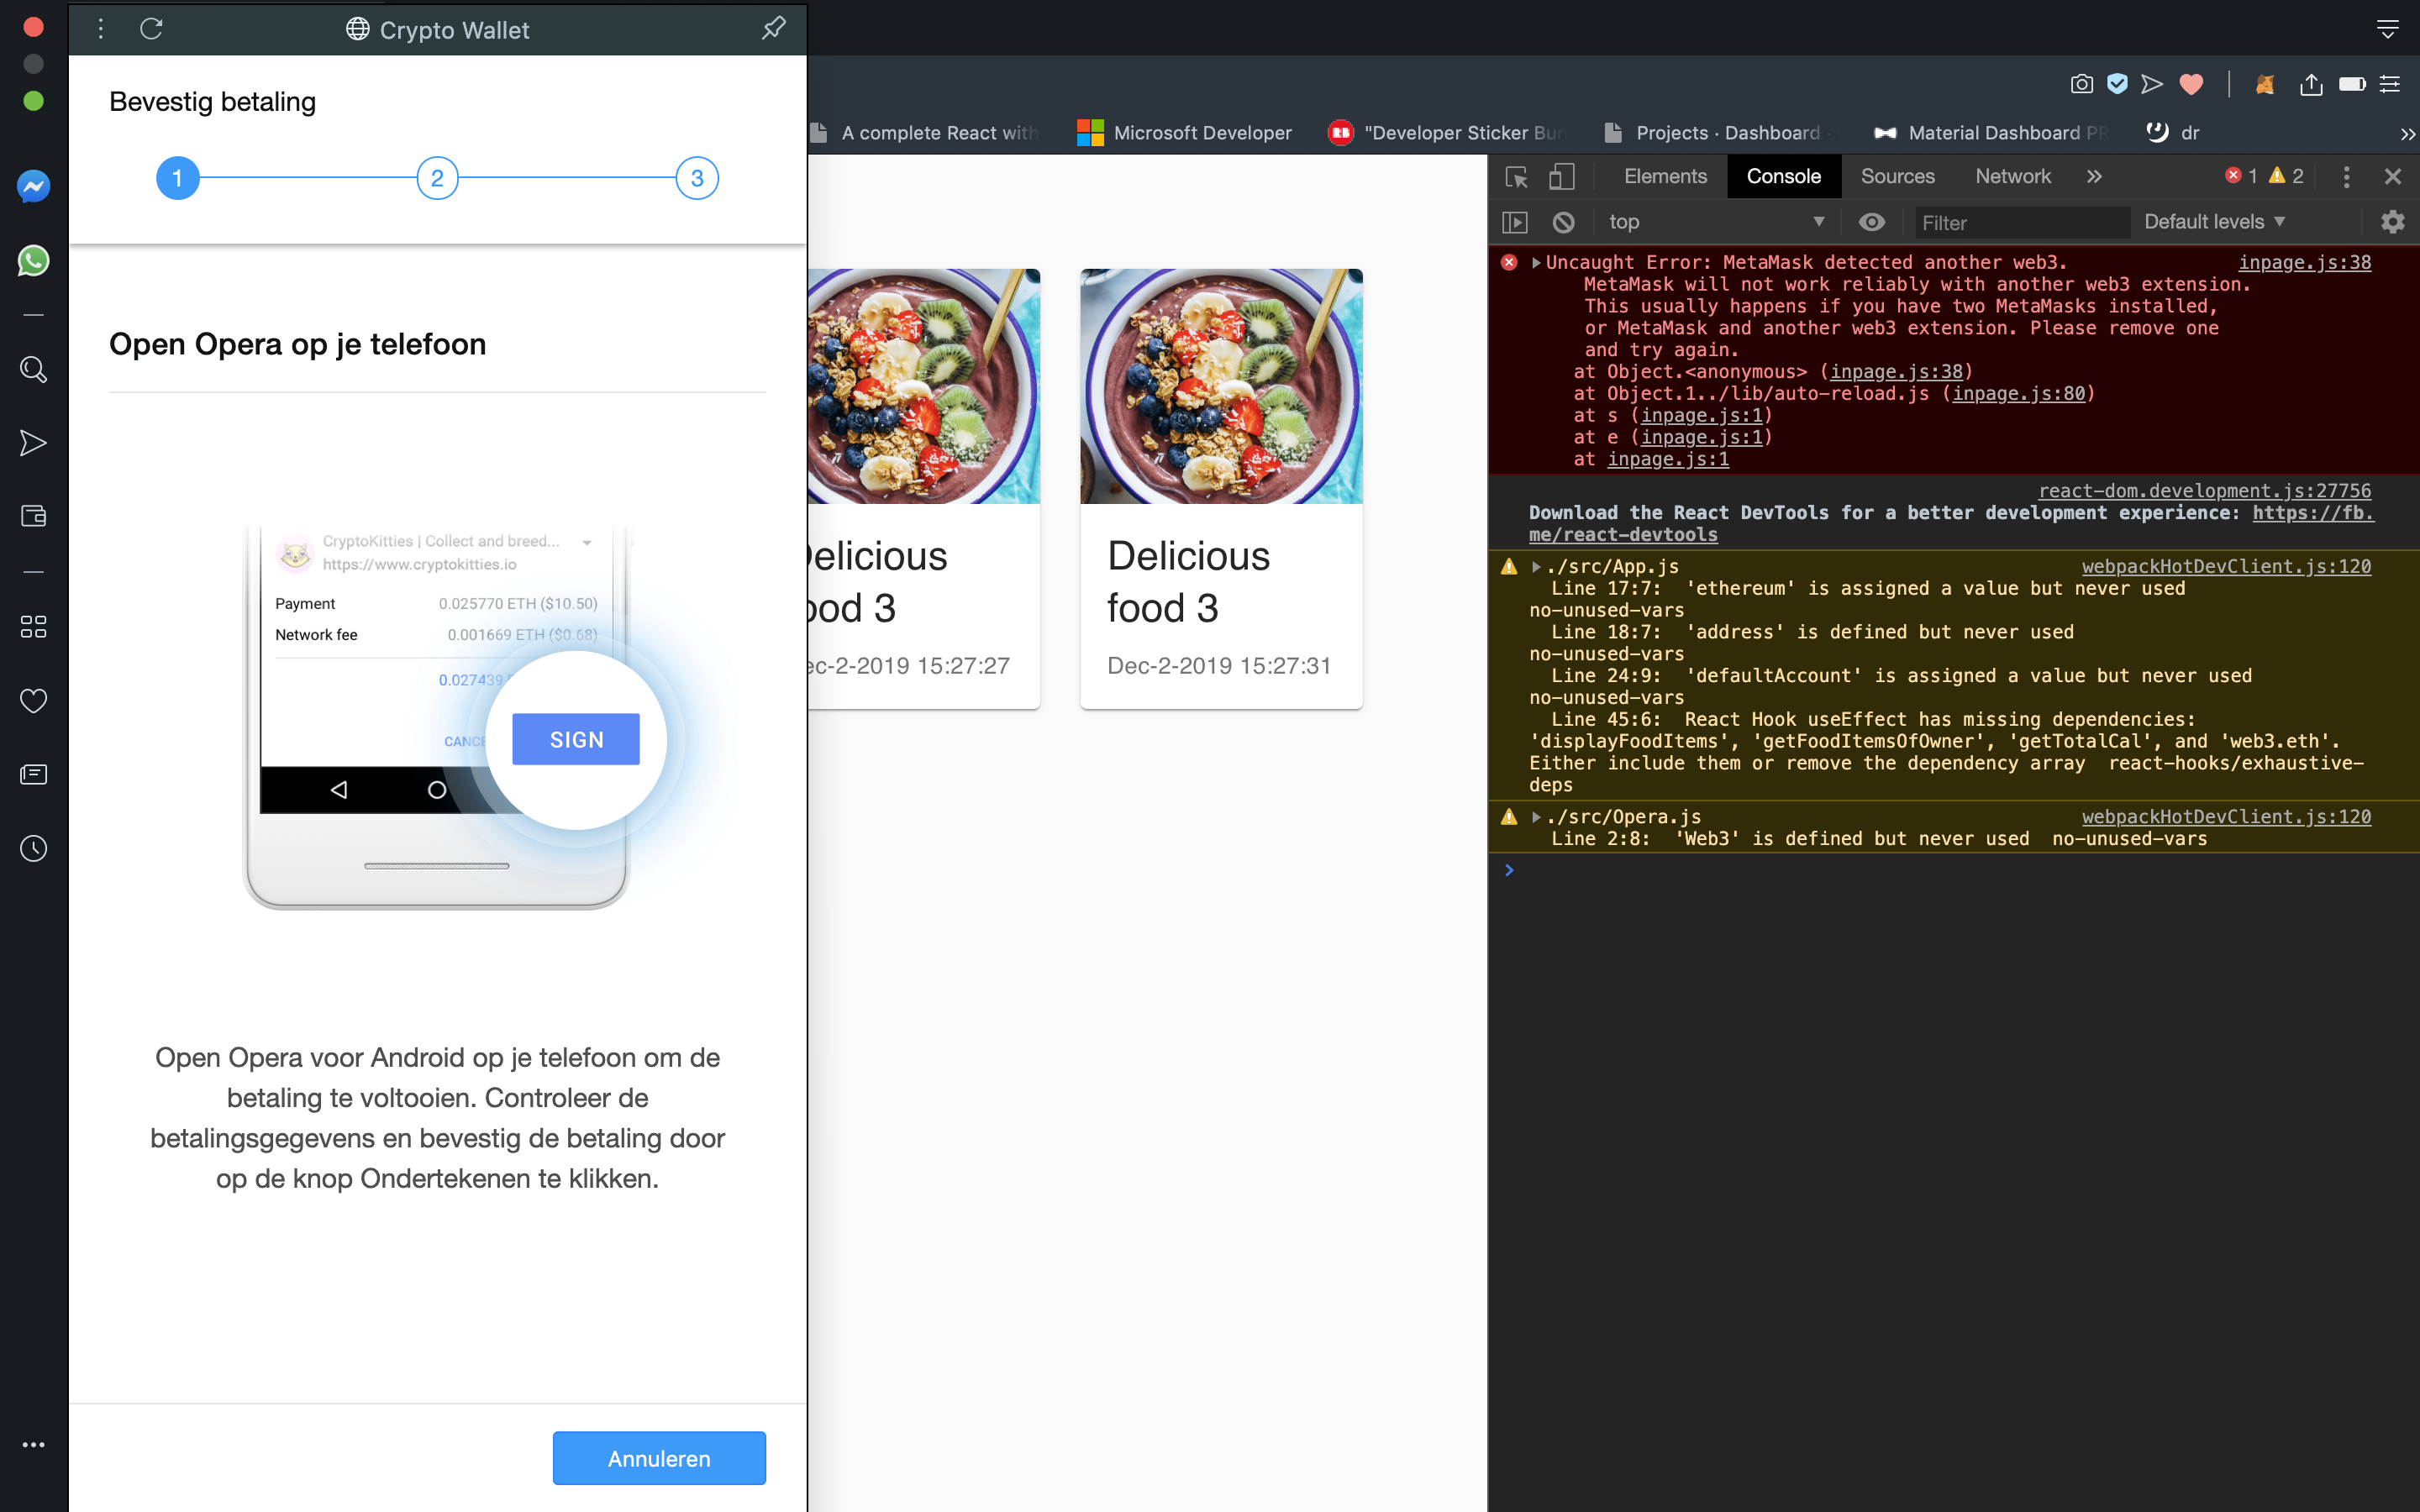 Crypto Wallet
Bevestig betaling
1
2
3
Open Opera op je telefoon
CryptoKitties | Collect and breed...
https://www.cryptokitties.io
Payment 0.025770 ETH ($10.50)
Network fee 0.001669 ETH ($0.68)
0.027439
SIGN
Open Opera voor Android op je telefoon om de
betaling te voltooien. Controleer de
betalingsgegevens en bevestig de betaling door
op de knop Ondertekenen te klikken.
Annuleren
A complete React with
Microsoft Developer
RB
"Developer Sticker Bun
Projects · Dashboard ·
Material Dashboard PR
dr
Delicious
food 3
Dec-2-2019 15:27:27
Delicious
food 3
Dec-2-2019 15:27:31
Elements
Console
Sources
Network
1
2
top
Filter
Default levels
Uncaught Error: MetaMask detected another web3. inpage.js:38
MetaMask will not work reliably with another web3 extension.
This usually happens if you have two MetaMasks installed,
or MetaMask and another web3 extension. Please remove one
and try again.
at Object.<anonymous> (inpage.js:38)
at Object.1../lib/auto-reload.js (inpage.js:80)
at s (inpage.js:1)
at e (inpage.js:1)
at inpage.js:1
react-dom.development.js:27756
Download the React DevTools for a better development experience: https://fb.
me/react-devtools
./src/App.js webpackHotDevClient.js:120
Line 17:7: 'ethereum' is assigned a value but never used
no-unused-vars
Line 18:7: 'address' is defined but never used
no-unused-vars
Line 24:9: 'defaultAccount' is assigned a value but never used
no-unused-vars
Line 45:6: React Hook useEffect has missing dependencies:
'displayFoodItems', 'getFoodItemsOfOwner', 'getTotalCal', and 'web3.eth'.
Either include them or remove the dependency array react-hooks/exhaustive-
deps
./src/Opera.js webpackHotDevClient.js:120
Line 2:8: 'Web3' is defined but never used no-unused-vars